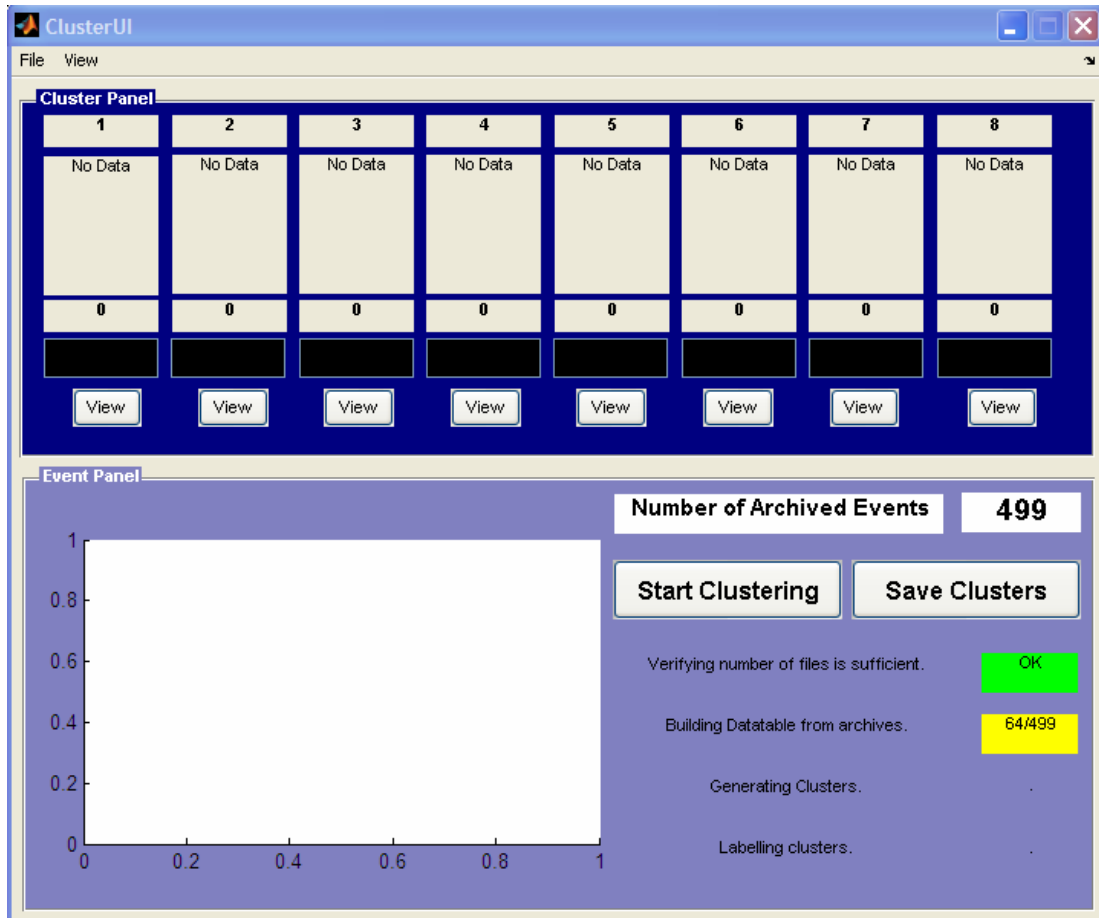 ClusterUI
File View
Cluster Panel
1 2 3 4 5 6 7 8
No Data No Data No Data No Data No Data No Data No Data No Data
0 0 0 0 0 0 0 0
View View View View View View View View
Event Panel
Number of Archived Events 499
Start Clustering Save Clusters
Verifying number of files is sufficient. OK
Building Datatable from archives. 64/499
Generating Clusters. .
Labelling clusters. .
1
0.8
0.6
0.4
0.2
0
0 0.2 0.4 0.6 0.8 1